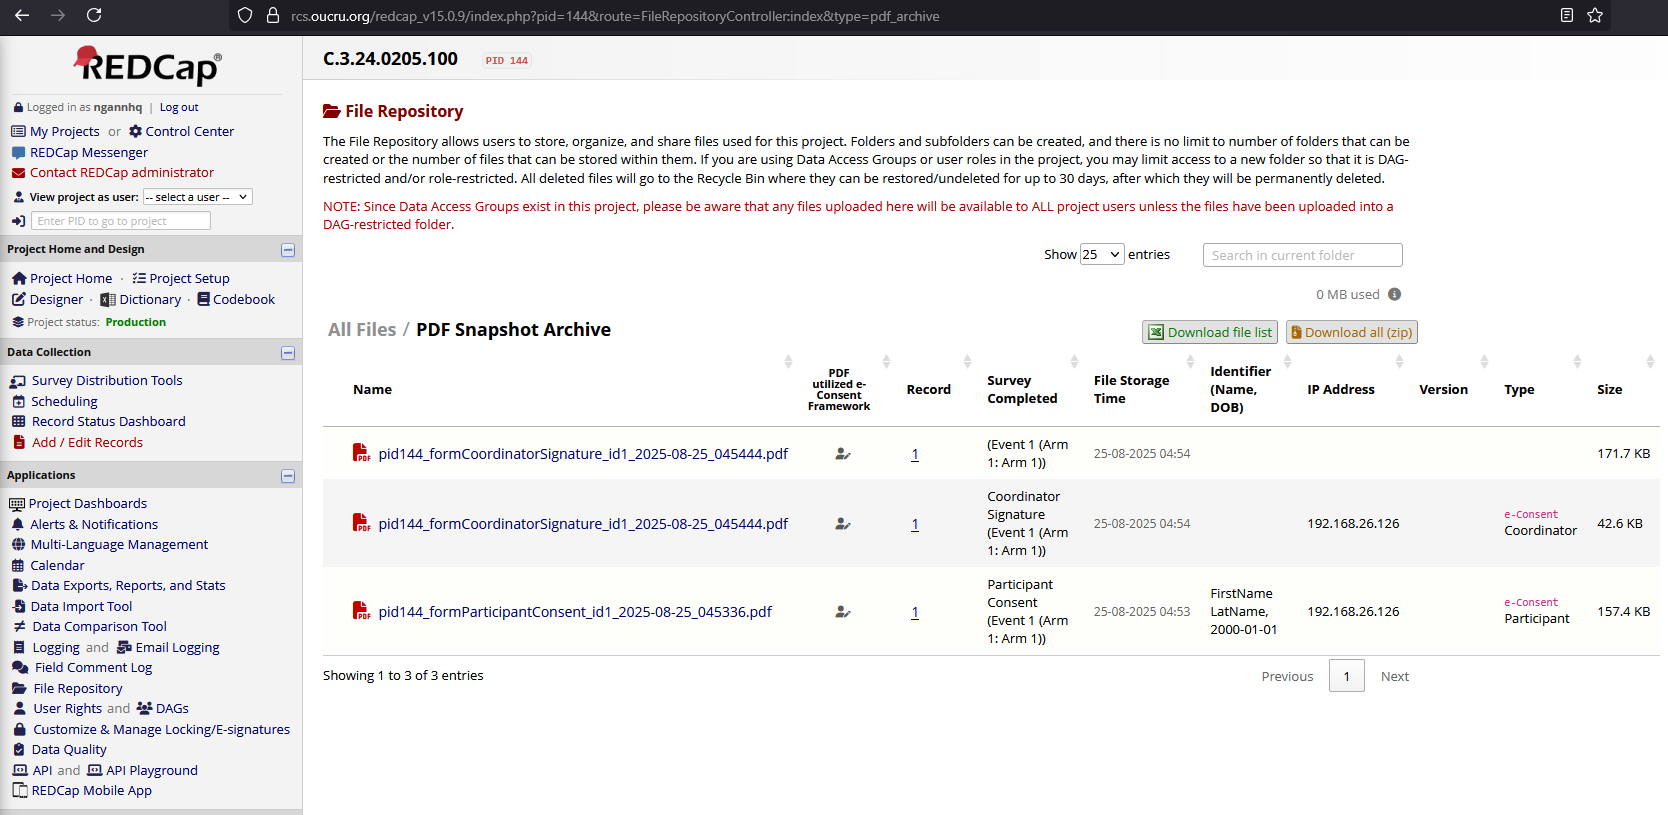 rcs.oucru.org/redcap_v15.0.9/index.php?pid=144&route=FileRepositoryController:index&type=pdf_archive
REDCap®
Logged in as ngannhq | Log out
My Projects or Control Center
REDCap Messenger
Contact REDCap administrator
View project as user: -- select a user --
Enter PID to go to project
Project Home and Design
Project Home · Project Setup
Designer · Dictionary · Codebook
Project status: Production
Data Collection
Survey Distribution Tools
Scheduling
Record Status Dashboard
Add / Edit Records
Applications
Project Dashboards
Alerts & Notifications
Multi-Language Management
Calendar
Data Exports, Reports, and Stats
Data Import Tool
Data Comparison Tool
Logging and Email Logging
Field Comment Log
File Repository
User Rights and DAGs
Customize & Manage Locking/E-signatures
Data Quality
API and API Playground
REDCap Mobile App
C.3.24.0205.100 PID 144
File Repository
The File Repository allows users to store, organize, and share files used for this project. Folders and subfolders can be created, and there is no limit to number of folders that can be
created or the number of files that can be stored within them. If you are using Data Access Groups or user roles in the project, you may limit access to a new folder so that it is DAG-
restricted and/or role-restricted. All deleted files will go to the Recycle Bin where they can be restored/undeleted for up to 30 days, after which they will be permanently deleted.
NOTE: Since Data Access Groups exist in this project, please be aware that any files uploaded here will be available to ALL project users unless the files have been uploaded into a
DAG-restricted folder.
Show 25 entries Search in current folder
0 MB used
All Files / PDF Snapshot Archive Download file list Download all (zip)
Name
PDF
utilized e-
Consent
Framework
Record
Survey
Completed
File Storage
Time
Identifier
(Name,
DOB)
IP Address
Version
Type
Size
pid144_formCoordinatorSignature_id1_2025-08-25_045444.pdf
1
(Event 1 (Arm
1: Arm 1))
25-08-2025 04:54
171.7 KB
pid144_formCoordinatorSignature_id1_2025-08-25_045444.pdf
1
Coordinator
Signature
(Event 1 (Arm
1: Arm 1))
25-08-2025 04:54
192.168.26.126
e-Consent
Coordinator
42.6 KB
pid144_formParticipantConsent_id1_2025-08-25_045336.pdf
1
Participant
Consent
(Event 1 (Arm
1: Arm 1))
25-08-2025 04:53
FirstName
LatName,
2000-01-01
192.168.26.126
e-Consent
Participant
157.4 KB
Showing 1 to 3 of 3 entries
Previous 1 Next